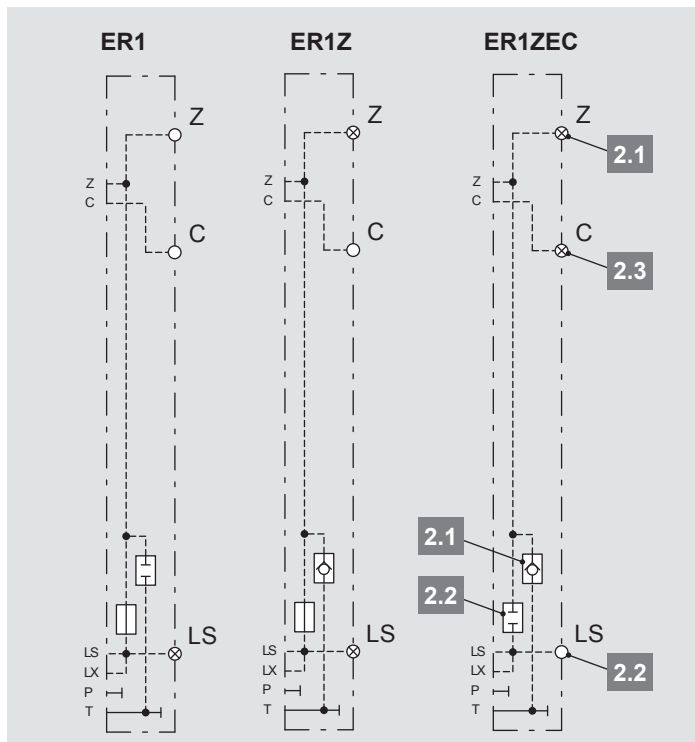 ER1 ER1Z ER1ZEC
Z Z Z
2.1
Z Z Z
C C C
C C C
2.3
2.1
2.2
LS LS LS
LS LS LS
LX LX LX
2.2
P P P
T T T